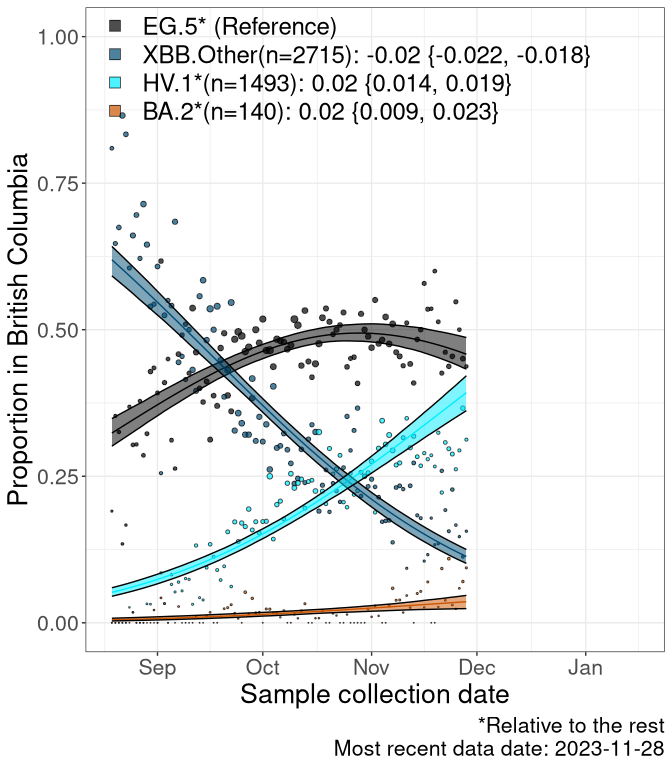 EG.5* (Reference)
XBB.Other(n=2715): -0.02 {-0.022, -0.018}
HV.1*(n=1493): 0.02 {0.014, 0.019}
BA.2*(n=140): 0.02 {0.009, 0.023}
Proportion in British Columbia
1.00
0.75
0.50
0.25
0.00
Sep Oct Nov Dec Jan
Sample collection date
*Relative to the rest
Most recent data date: 2023-11-28